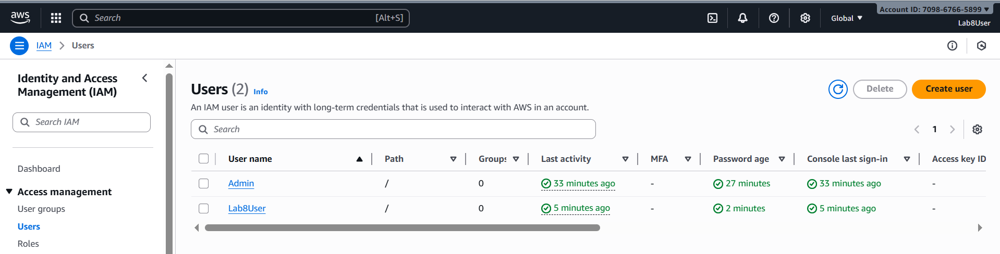 aws
Search [Alt+S]
Global
Account ID: 7098-6766-5899
Lab8User
IAM Users
Identity and Access
Management (IAM)
Search IAM
Dashboard
Access management
User groups
Users
Roles
Users (2) Info
Delete
Create user
An IAM user is an identity with long-term credentials that is used to interact with AWS in an account.
Search
1
User name Path Groups Last activity MFA Password age Console last sign-in Access key ID
Admin / 0 33 minutes ago - 27 minutes 33 minutes ago -
Lab8User / 0 5 minutes ago - 2 minutes 5 minutes ago -